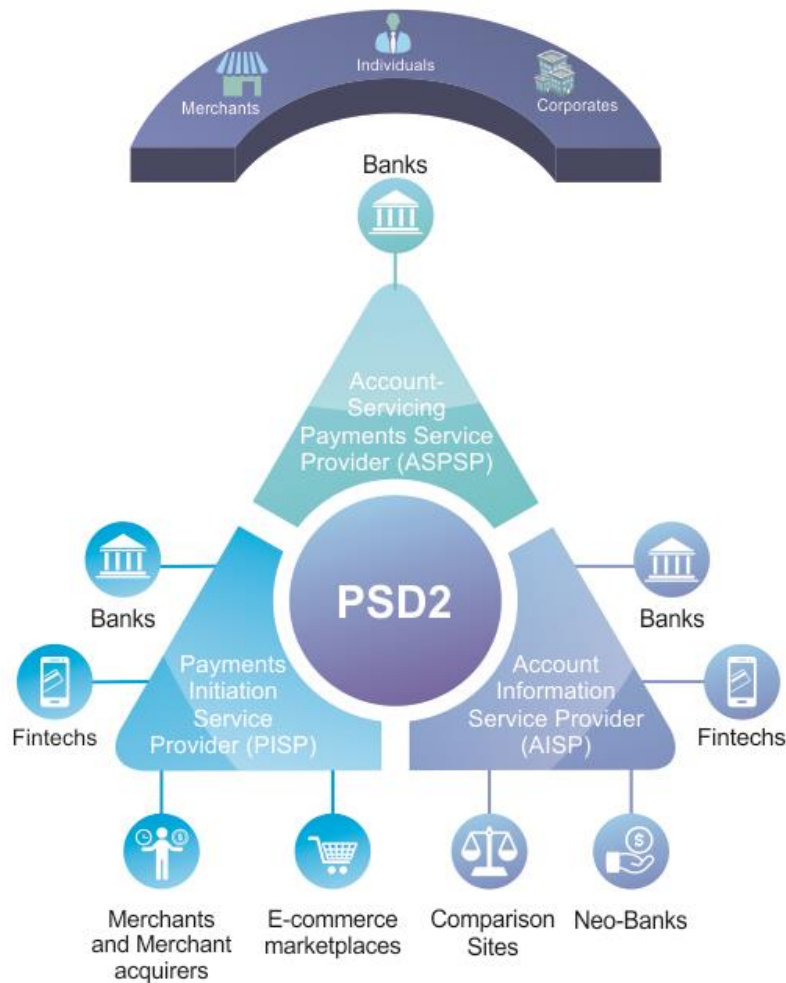 Individuals
Merchants
Corporates
Banks
Account-
Servicing
Payments Service
Provider (ASPSP)
PSD2
Banks
Banks
Payments
Initiation
Service
Provider (PISP)
Account
Information
Service Provider
(AISP)
Fintechs
Fintechs
Merchants
and Merchant
acquirers
E-commerce
marketplaces
Comparison
Sites
Neo-Banks